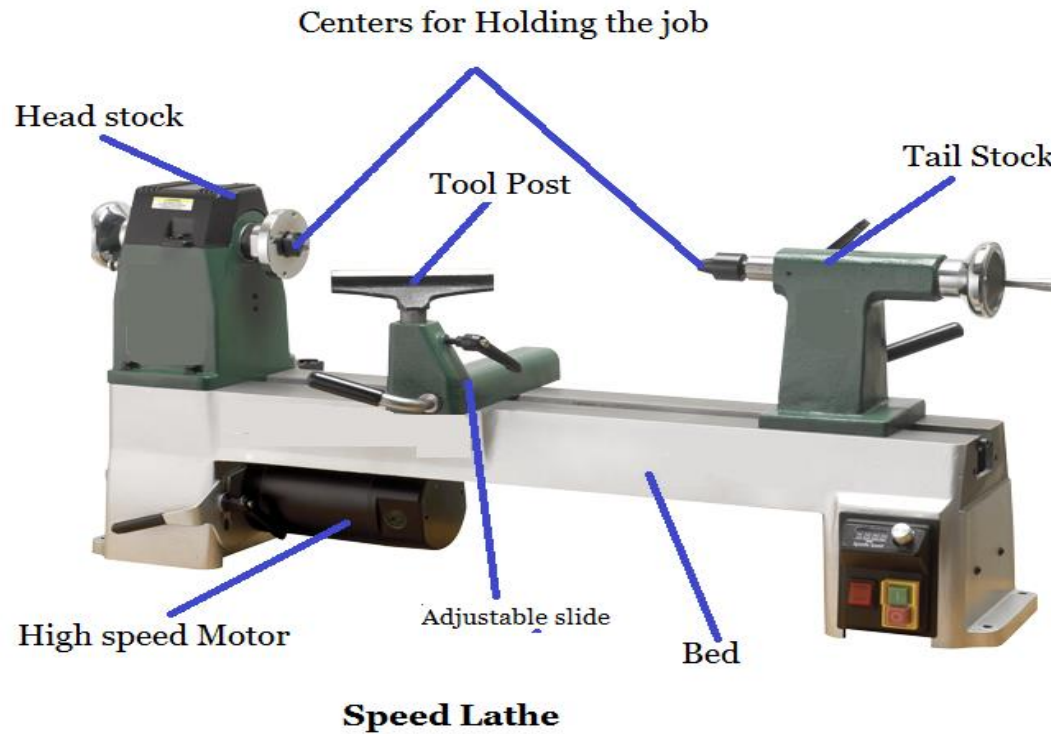 Centers for Holding the job
Head stock
Tool Post
Tail Stock
High speed Motor
Adjustable slide
Bed
Speed Lathe